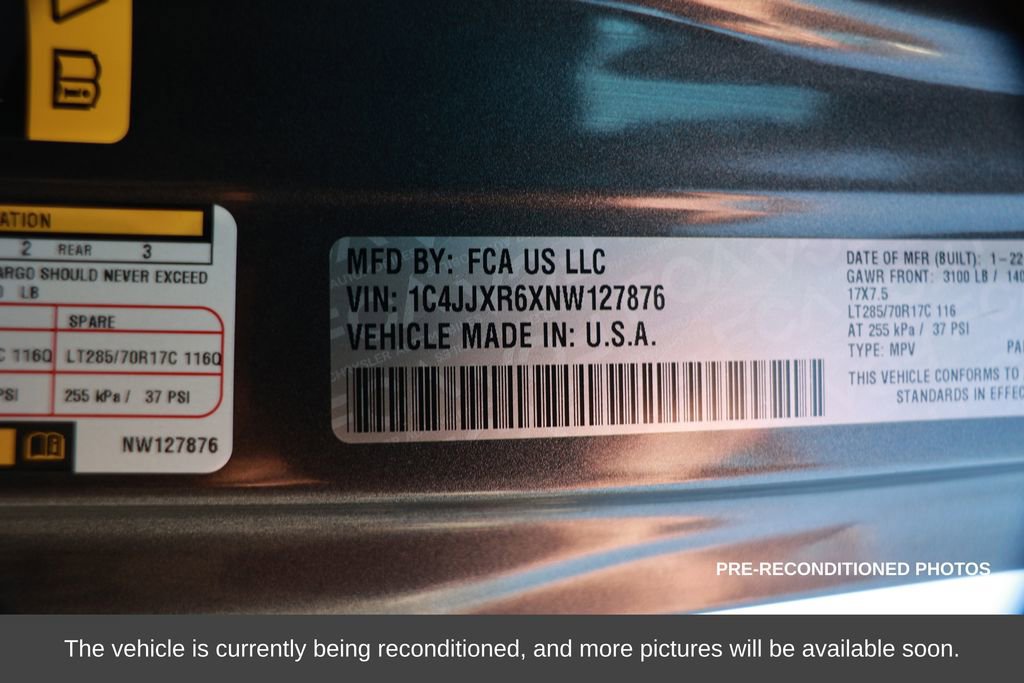 ATION
2 REAR 3
ARGO SHOULD NEVER EXCEED
LB
SPARE
C 116Q LT285/70R17C 116Q
PSI 255 kPa / 37 PSI
NW127876
MFD BY: FCA US LLC
VIN: 1C4JJXR6XNW127876
VEHICLE MADE IN: U.S.A.
DATE OF MFR (BUILT): 1-22
GAWR FRONT: 3100 LB / 140
17X7.5
LT285/70R17C 116
AT 255 kPa / 37 PSI
TYPE: MPV PA
THIS VEHICLE CONFORMS TO
STANDARDS IN EFFEC
PRE-RECONDITIONED PHOTOS
The vehicle is currently being reconditioned, and more pictures will be available soon.